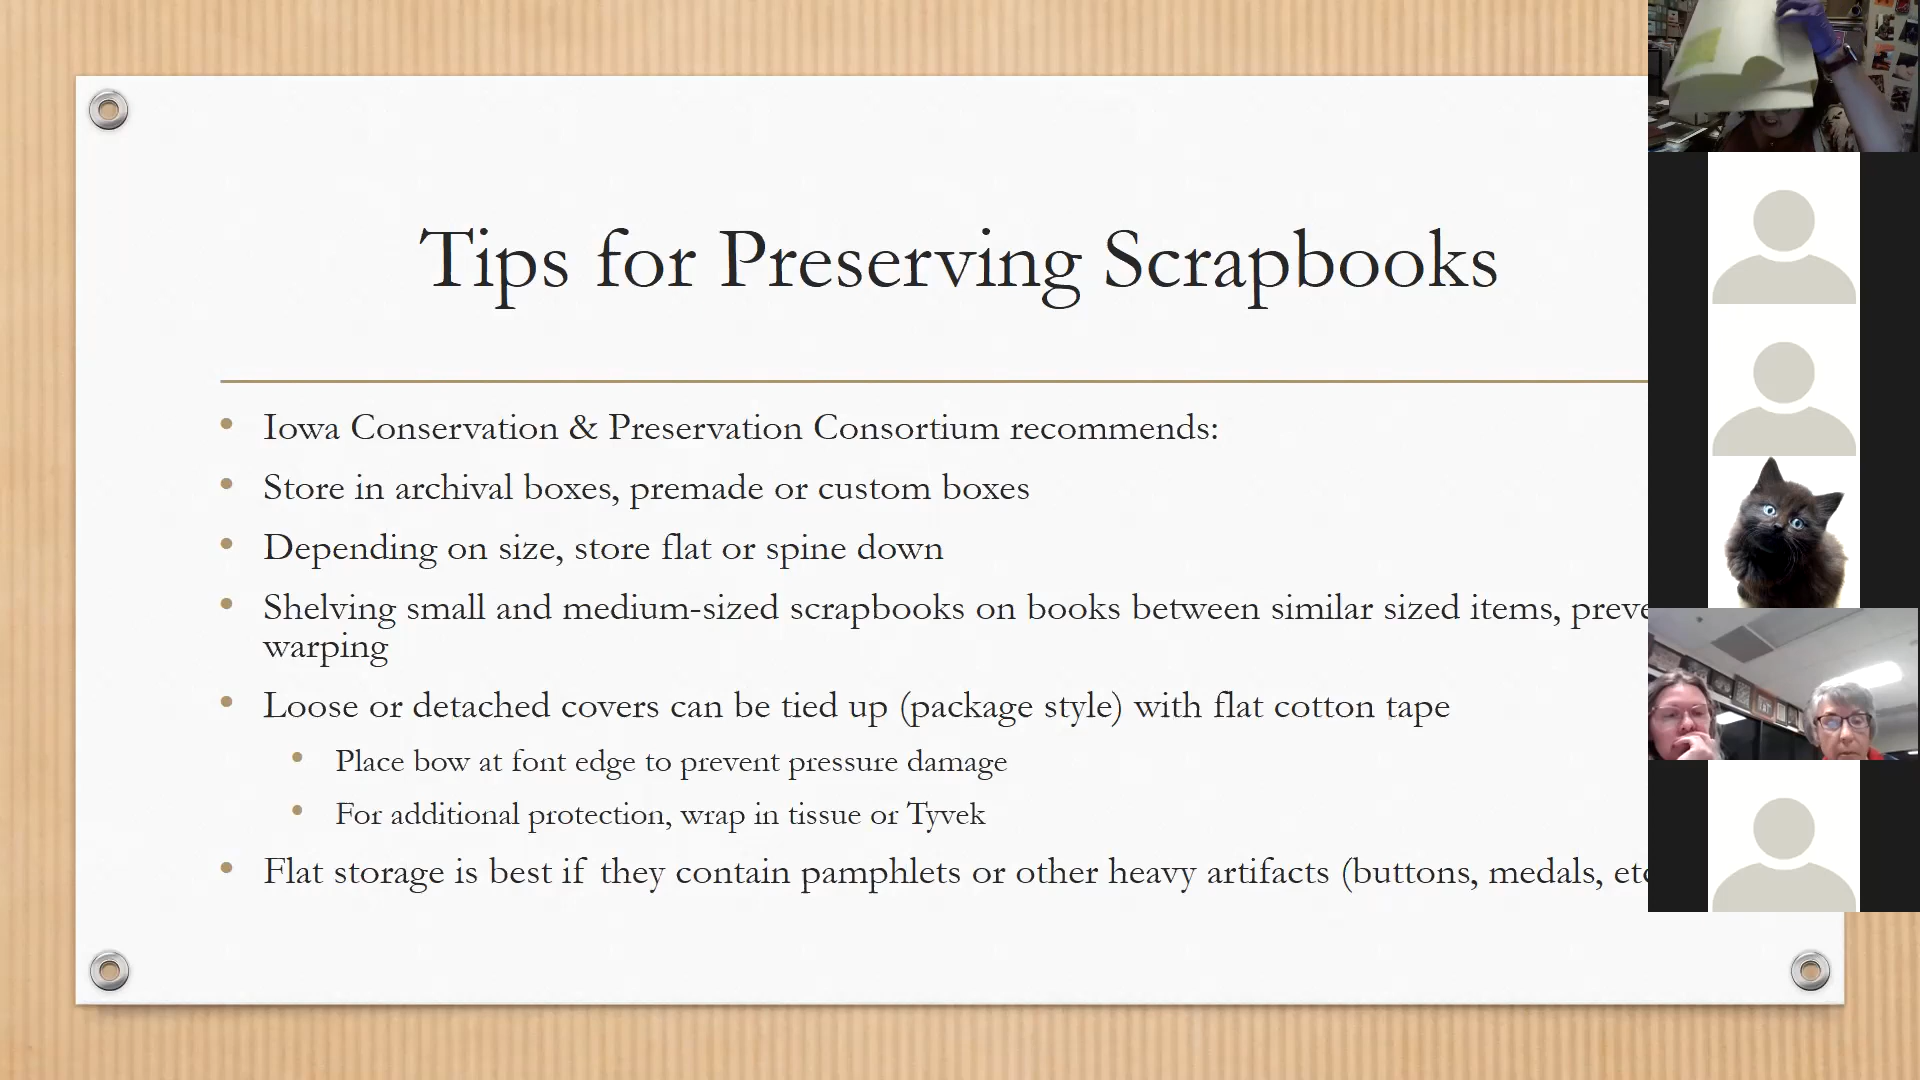 Tips for Preserving Scrapbooks
Iowa Conservation & Preservation Consortium recommends:
Store in archival boxes, premade or custom boxes
Depending on size, store flat or spine down
Shelving small and medium-sized scrapbooks on books between similar sized items,
warping
Loose or detached covers can be tied up (package style) with flat cotton tape
Place bow at font edge to prevent pressure damage
For additional protection, wrap in tissue or Tyvek
Flat storage is best if they contain pamphlets or other heavy artifacts (buttons, medals,